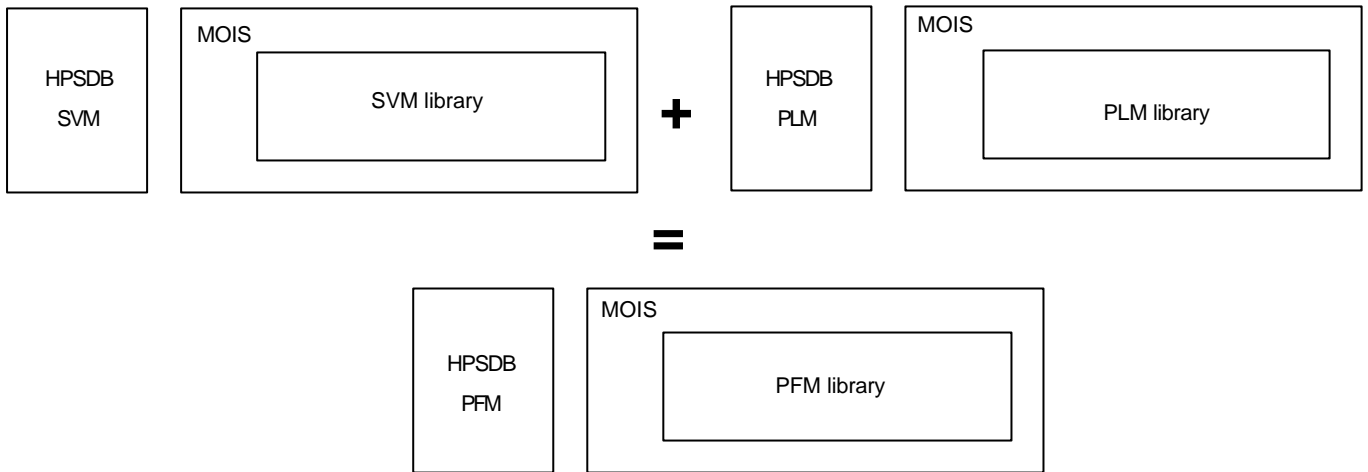 MOIS
HPSDB
SVM
SVM library
+
MOIS
HPSDB
PLM
PLM library
=
MOIS
HPSDB
PFM
PFM library